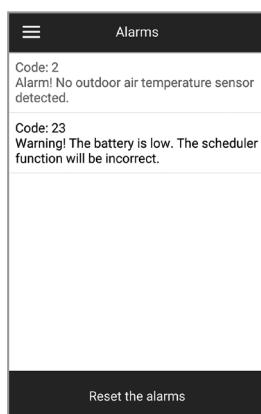 Alarms
Code: 2
Alarm! No outdoor air temperature sensor
detected.
Code: 23
Warning! The battery is low. The scheduler
function will be incorrect.
Reset the alarms